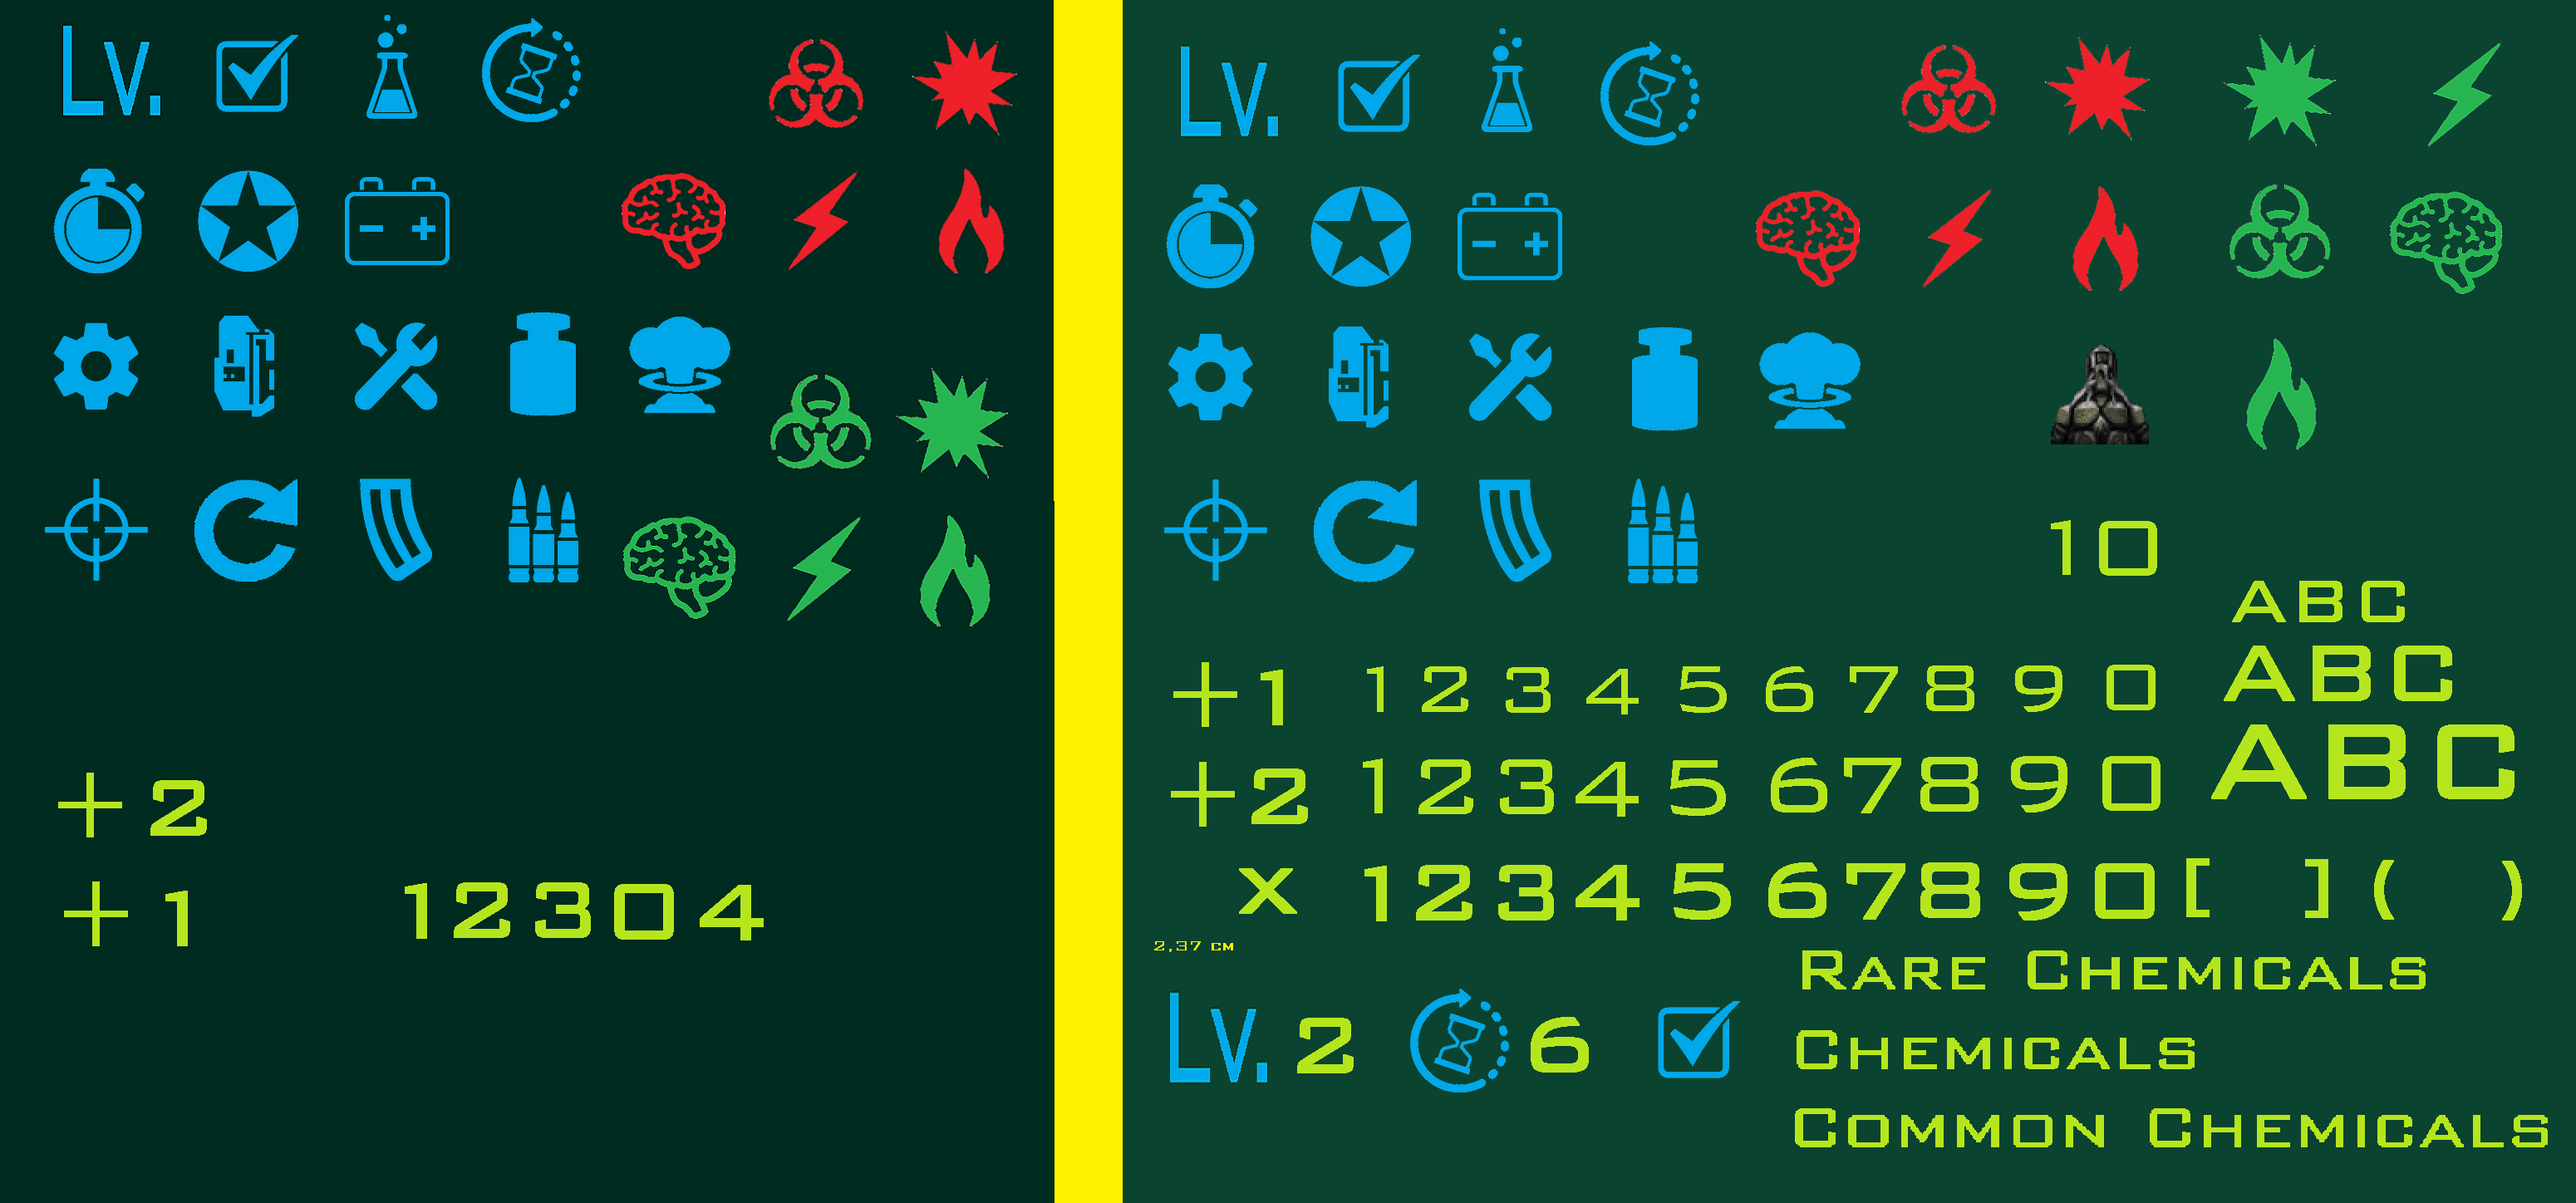 Lv.
+2
+1 12304
Lv.
10
ABC
ABC
ABC
+1 1 2 3 4 5 6 7 8 9 0
+2 1 2 3 4 5 6 7 8 9 0
x 1 2 3 4 5 6 7 8 9 0 [ ] ( )
2,37 CM
Lv. 2 6
RARE CHEMICALS
CHEMICALS
COMMON CHEMICALS